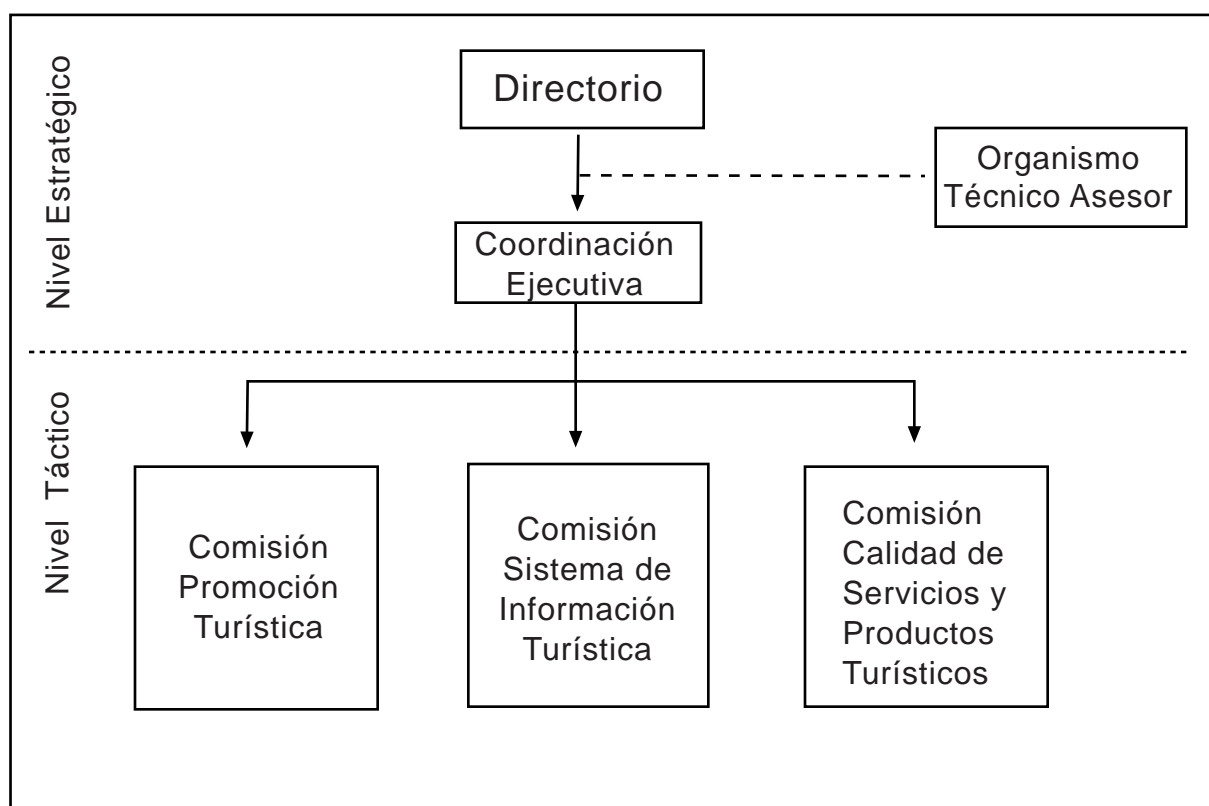 Nivel Estratégico
Directorio
Organismo
Técnico Asesor
Coordinación
Ejecutiva
Nivel Táctico
Comisión
Promoción
Turística
Comisión
Sistema de
Información
Turística
Comisión
Calidad de
Servicios y
Productos
Turísticos